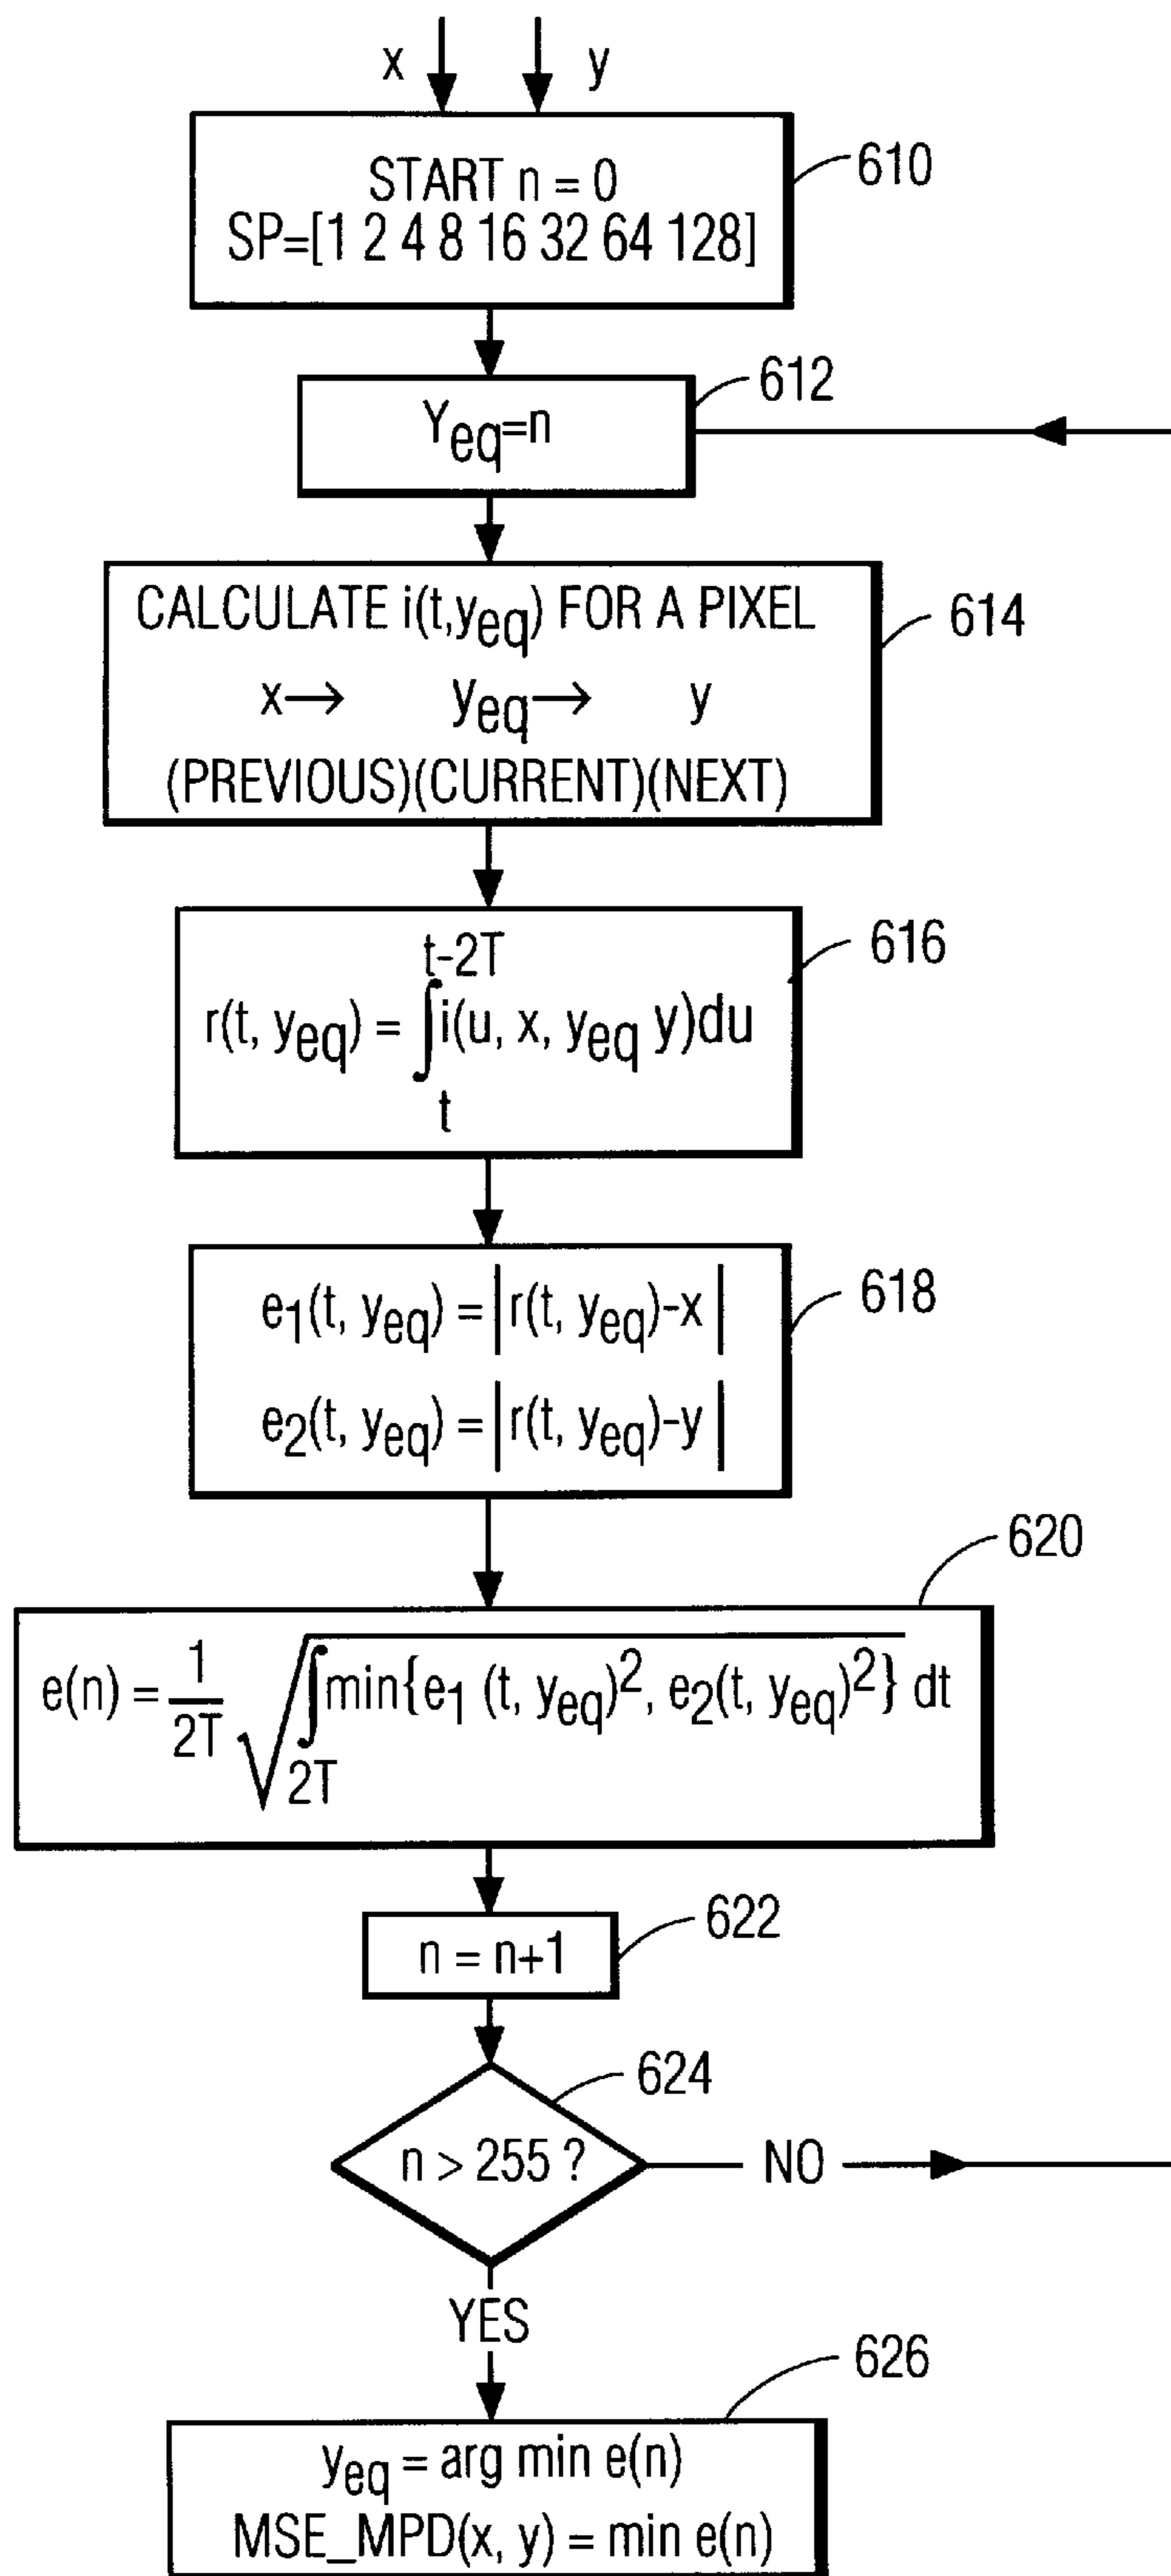 x y
START n = 0
SP=[1 2 4 8 16 32 64 128]
610
Yeq=n
612
CALCULATE i(t,yeq) FOR A PIXEL
x→ yeq→ y
(PREVIOUS)(CURRENT)(NEXT)
614
t-2T
r(t, yeq) = ∫i(u, x, yeq y)du
t
616
e1(t, yeq) = |r(t, yeq)-x|
e2(t, yeq) = |r(t, yeq)-y|
618
620
e(n) = 1/2T √∫2T min{e1 (t, yeq)², e2(t, yeq)²} dt
n = n+1
622
624
n > 255 ?
NO
YES
626
yeq = arg min e(n)
MSE_MPD(x, y) = min e(n)